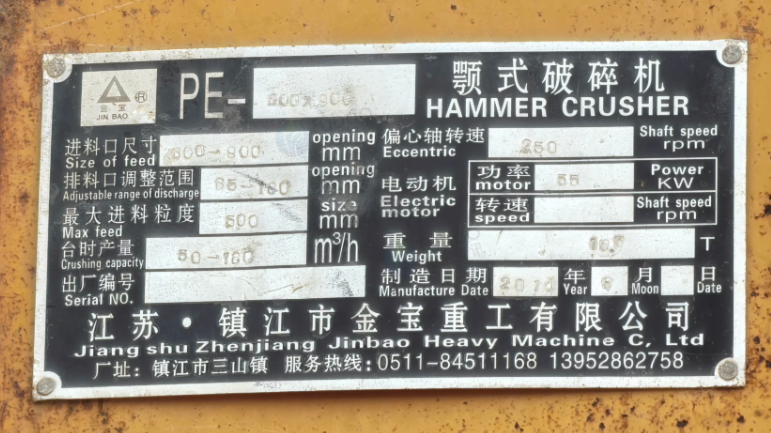 金宝 ®
JIN BAO
PE-600x900
颚式破碎机
HAMMER CRUSHER
进料口尺寸 600-900 opening mm
Size of feed
排料口调整范围 65-160 opening mm
Adjustable range of discharge
最大进料粒度 500 size mm
Max feed
台时产量 50-160 m³/h
Crushing capacity
出厂编号
Serial NO.
偏心轴转速 250 Shaft speed rpm
Eccentric
电动机
Electric motor
功率 55 Power
motor KW
转速 Shaft speed
speed rpm
重量 T
Weight
制造日期 年 月 日
Manufacture Date Year Moon Date
江苏·镇江市金宝重工有限公司
Jiang shu Zhenjiang Jinbao Heavy Machine C, Ltd
厂址: 镇江市三山镇 服务热线: 0511-84511168 13952862758